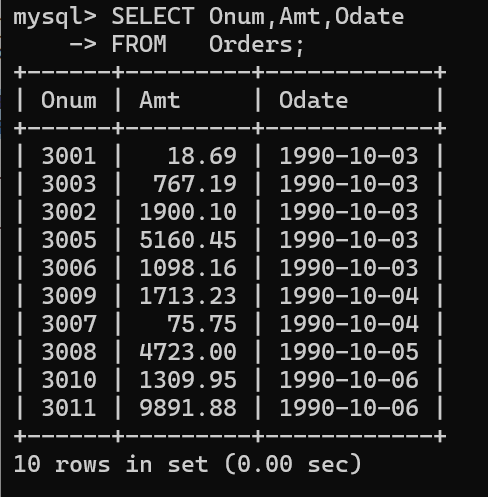 mysql> SELECT Onum,Amt,Odate
    -> FROM   Orders;
+------+---------+------------+
| Onum | Amt     | Odate      |
+------+---------+------------+
| 3001 |   18.69 | 1990-10-03 |
| 3003 |  767.19 | 1990-10-03 |
| 3002 | 1900.10 | 1990-10-03 |
| 3005 | 5160.45 | 1990-10-03 |
| 3006 | 1098.16 | 1990-10-03 |
| 3009 | 1713.23 | 1990-10-04 |
| 3007 |   75.75 | 1990-10-04 |
| 3008 | 4723.00 | 1990-10-05 |
| 3010 | 1309.95 | 1990-10-06 |
| 3011 | 9891.88 | 1990-10-06 |
+------+---------+------------+
10 rows in set (0.00 sec)